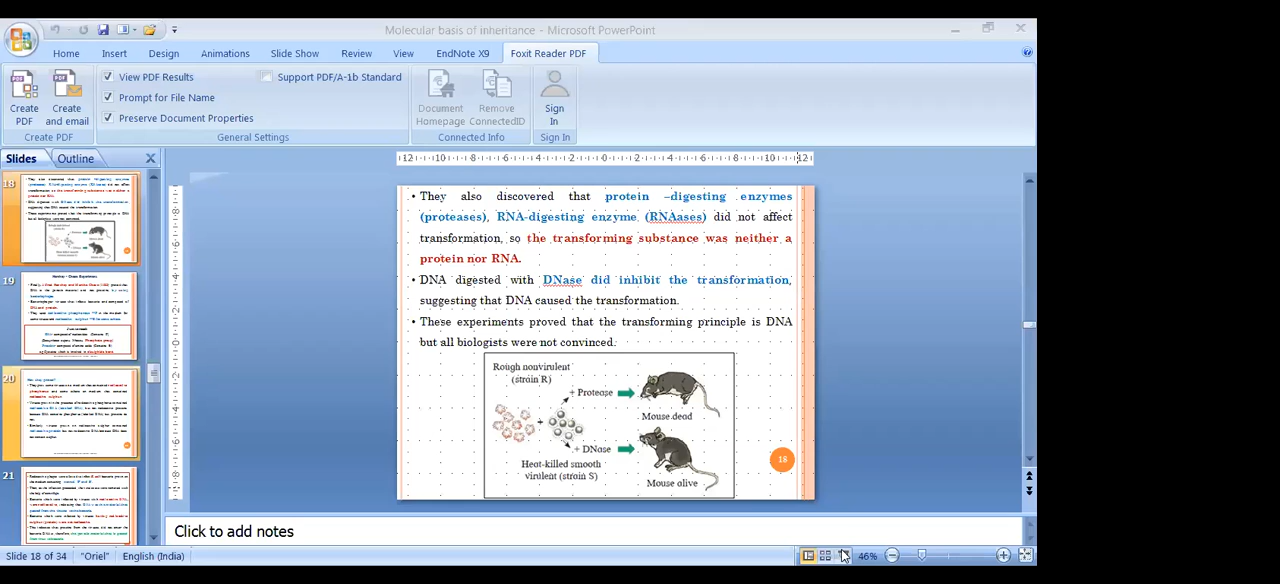 Molecular basis of inheritance - Microsoft PowerPoint
Home Insert Design Animations Slide Show Review View EndNote X9 Foxit Reader PDF
Create PDF
Create and email
View PDF Results
Prompt for File Name
Preserve Document Properties
Support PDF/A-1b Standard
Document Homepage
Remove ConnectedID
Sign In
Create PDF General Settings Connected Info Sign In
Slides Outline
18
19
20
21
• They also discovered that protein –digesting enzymes
(proteases), RNA-digesting enzyme (RNAases) did not affect
transformation, so the transforming substance was neither a
protein nor RNA.
• DNA digested with DNase did inhibit the transformation,
suggesting that DNA caused the transformation.
• These experiments proved that the transforming principle is DNA
but all biologists were not convinced.
Rough nonvirulent
(strain R)
+ Protease
Mouse dead
+
+ DNase
Heat-killed smooth
virulent (strain S)
Mouse alive
18
Click to add notes
Slide 18 of 34 "Oriel" English (India) 46%